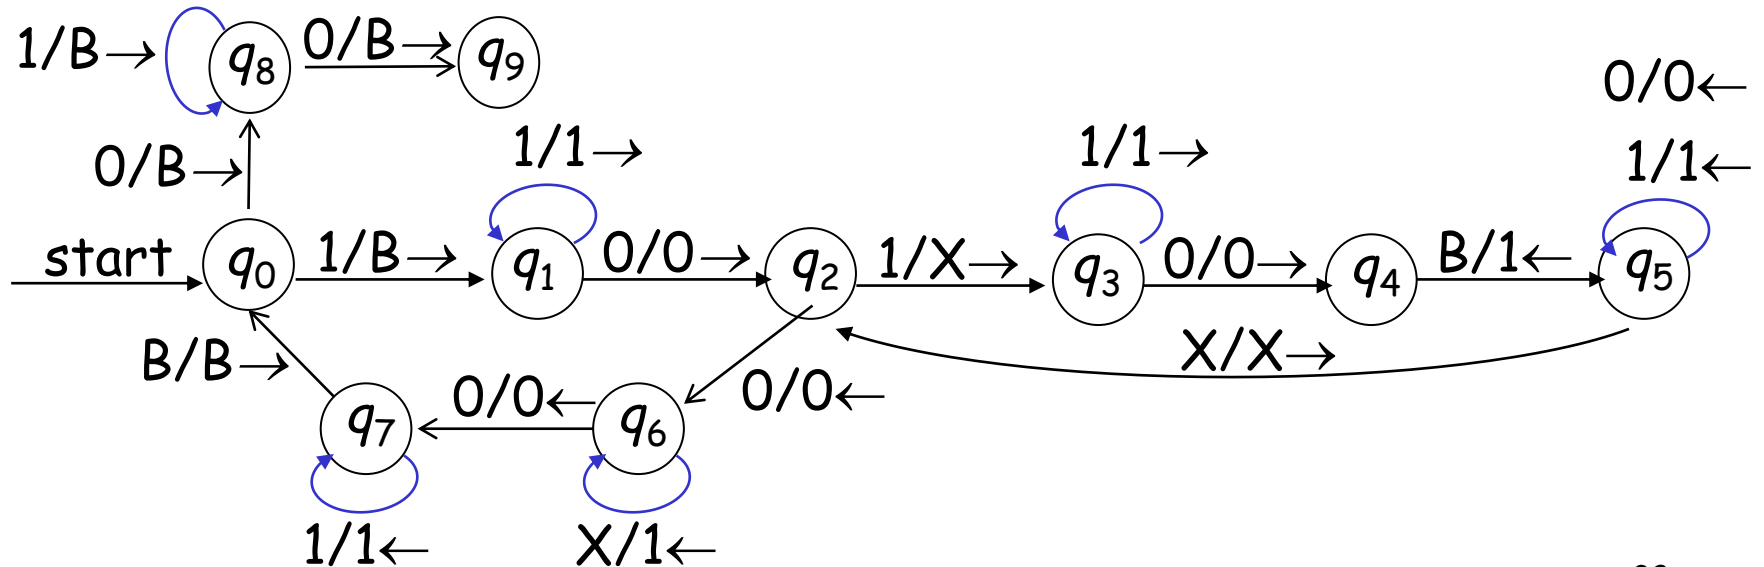 1/B→ q8 0/B→ q9
0/0←
1/1→ 1/1→ 1/1←
0/B→
start q0 1/B→ q1 0/0→ q2 1/X→ q3 0/0→ q4 B/1← q5
B/B→ X/X→
q7 0/0← q6 0/0←
1/1← X/1←